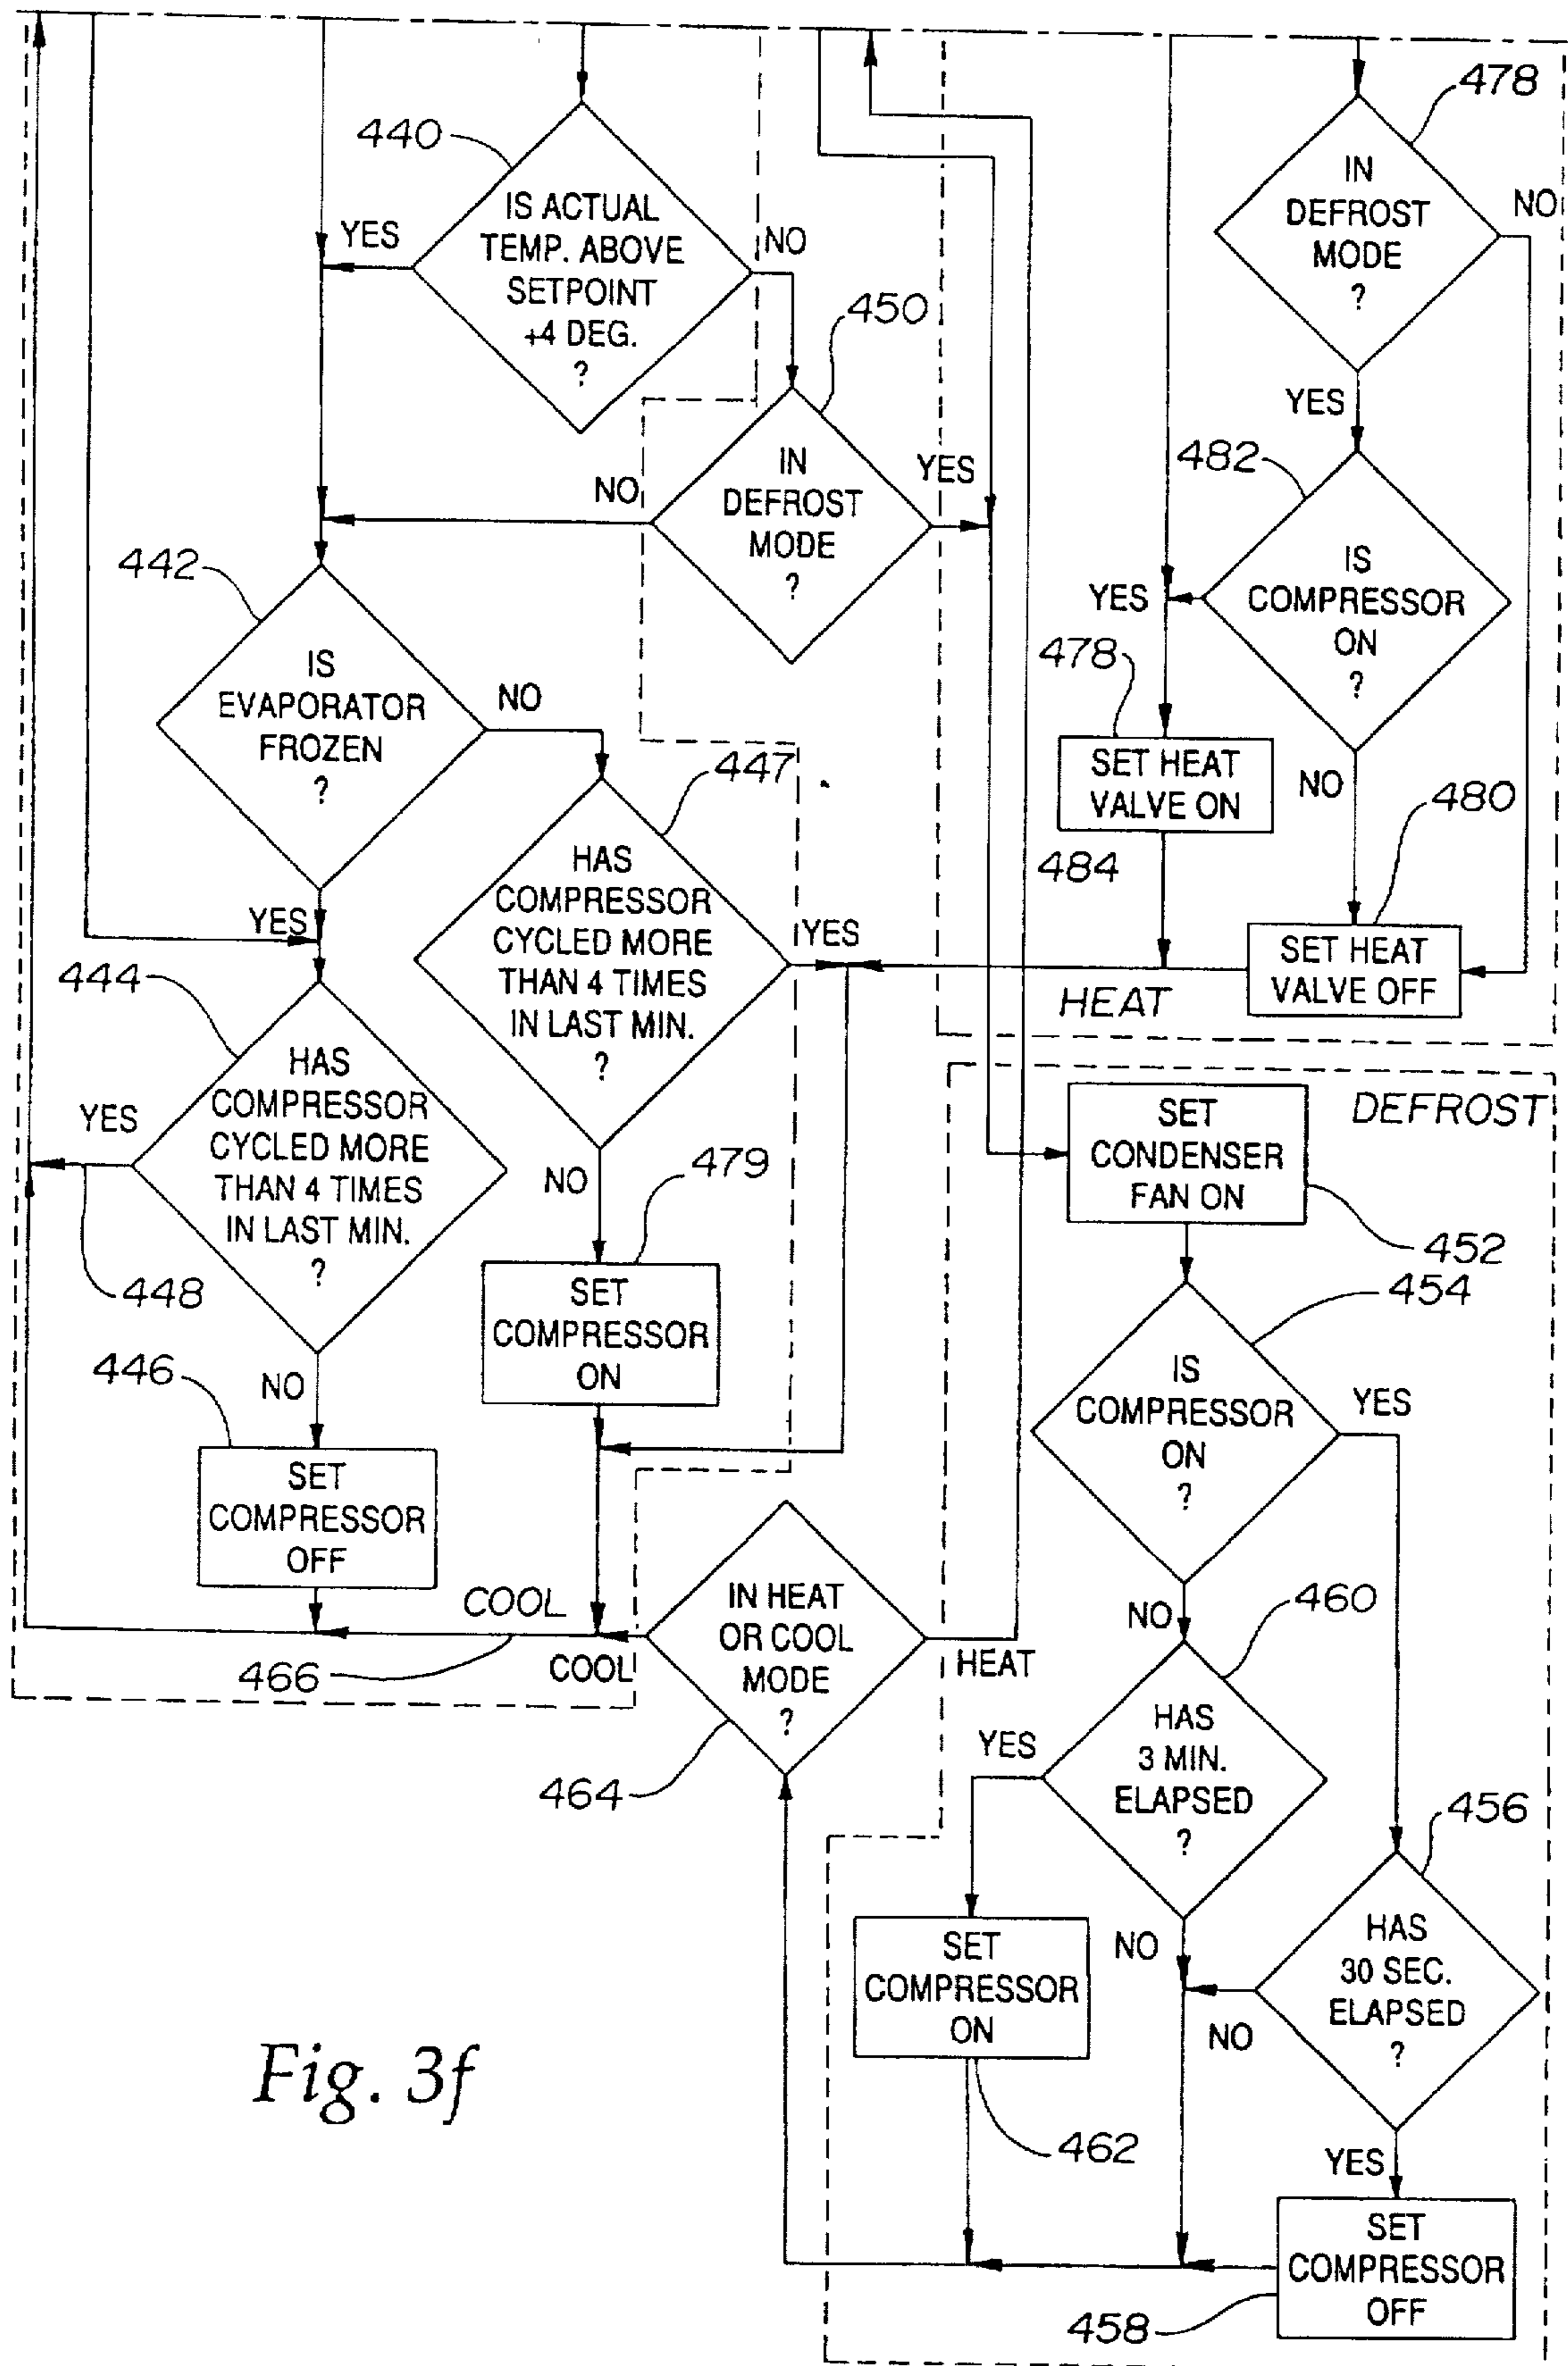 440
IS ACTUAL
TEMP. ABOVE
SETPOINT
+4 DEG.
?
YES
NO
450
IN
DEFROST
MODE
?
NO
YES
442
IS
EVAPORATOR
FROZEN
?
NO
YES
447
HAS
COMPRESSOR
CYCLED MORE
THAN 4 TIMES
IN LAST MIN.
?
YES
NO
444
HAS
COMPRESSOR
CYCLED MORE
THAN 4 TIMES
IN LAST MIN.
?
YES
448
NO
479
SET
COMPRESSOR
ON
446
SET
COMPRESSOR
OFF
COOL
466
COOL
IN HEAT
OR COOL
MODE
?
464
HEAT
478
IN
DEFROST
MODE
?
NO
YES
482
IS
COMPRESSOR
ON
?
YES
NO
478
SET HEAT
VALVE ON
484
480
SET HEAT
VALVE OFF
HEAT
DEFROST
SET
CONDENSER
FAN ON
452
454
IS
COMPRESSOR
ON
?
YES
NO
460
HAS
3 MIN.
ELAPSED
?
YES
NO
456
HAS
30 SEC.
ELAPSED
?
NO
YES
SET
COMPRESSOR
ON
462
SET
COMPRESSOR
OFF
458
Fig. 3f